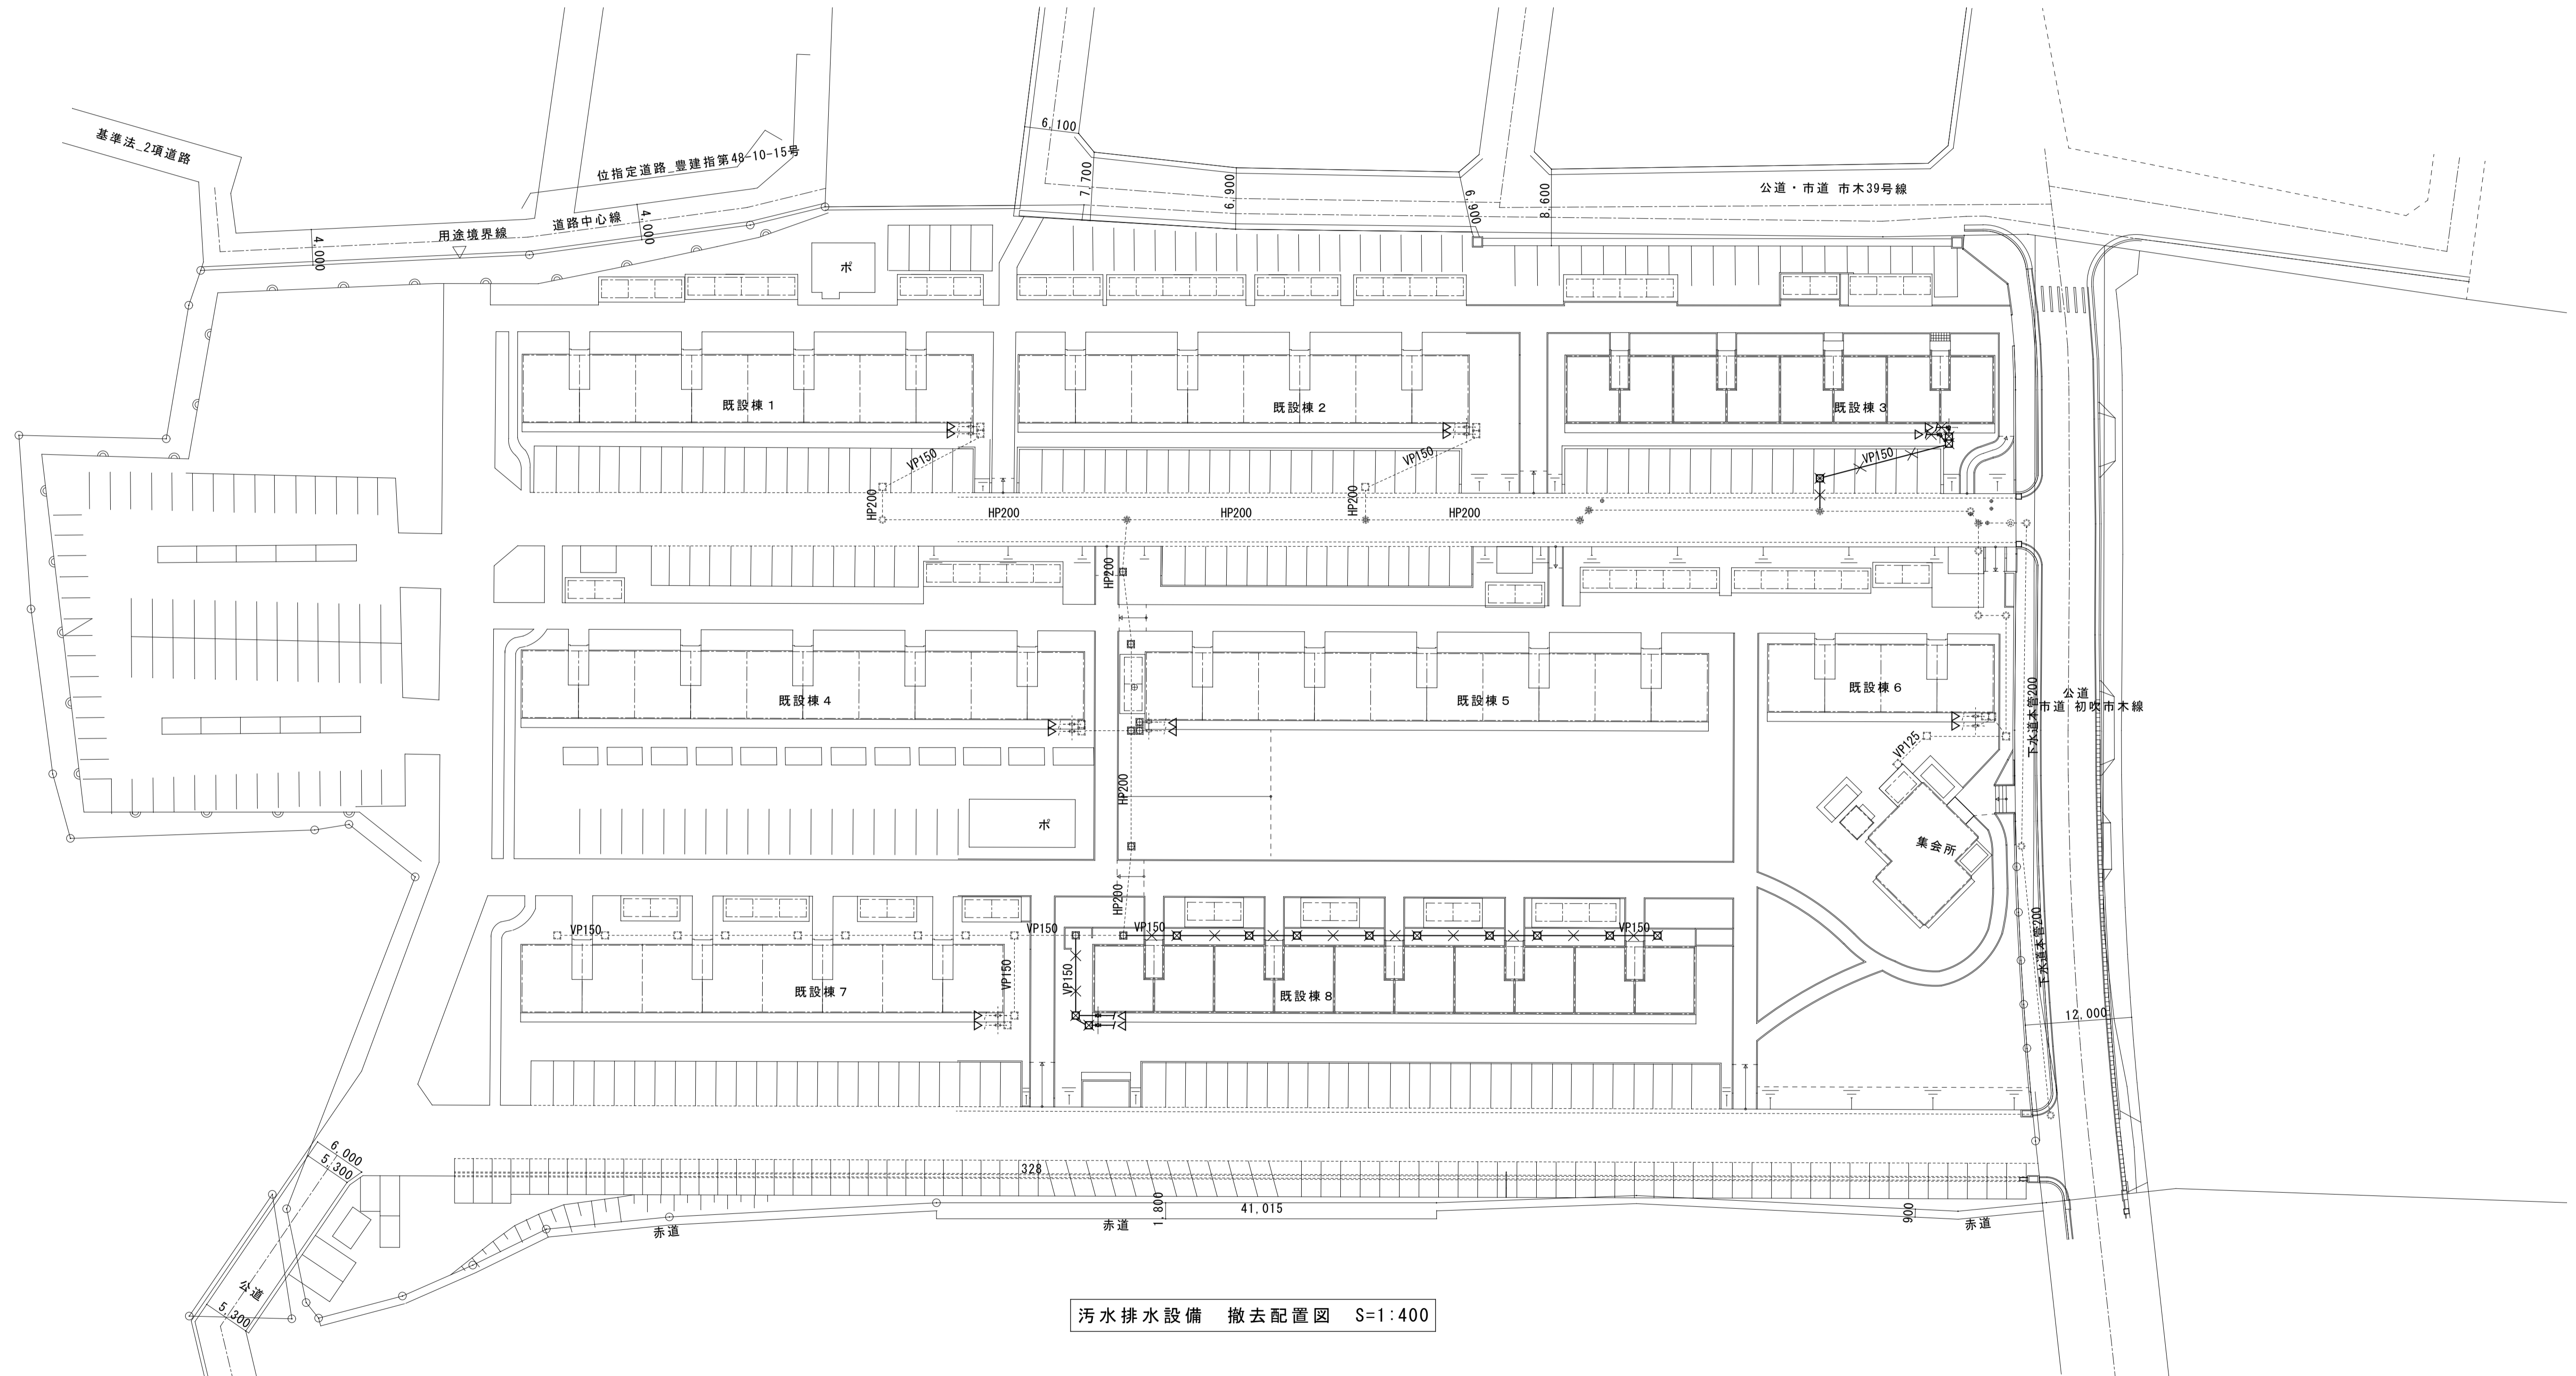 基準法_2項道路
位指定道路_豊建指第48-10-15号
道路中心線
用途境界線
4,000
4,000
6,100
7,700
6,900
6,900
8,600
公道・市道 市木39号線
ポ
既設棟１
既設棟２
既設棟３
VP150
VP150
VP150
HP200
HP200
HP200
HP200
HP200
HP200
既設棟４
既設棟５
既設棟６
下水道本管200
公道
市道 初吹市木線
VP125
HP200
ポ
集会所
HP200
VP150
VP150
VP150
VP150
VP150
VP150
既設棟７
既設棟８
下水道本管200
12,000
6,000
5,300
328
1,800
41,015
900
赤道
赤道
赤道
公道
5,300
汚水排水設備　撤去配置図　S=1:400